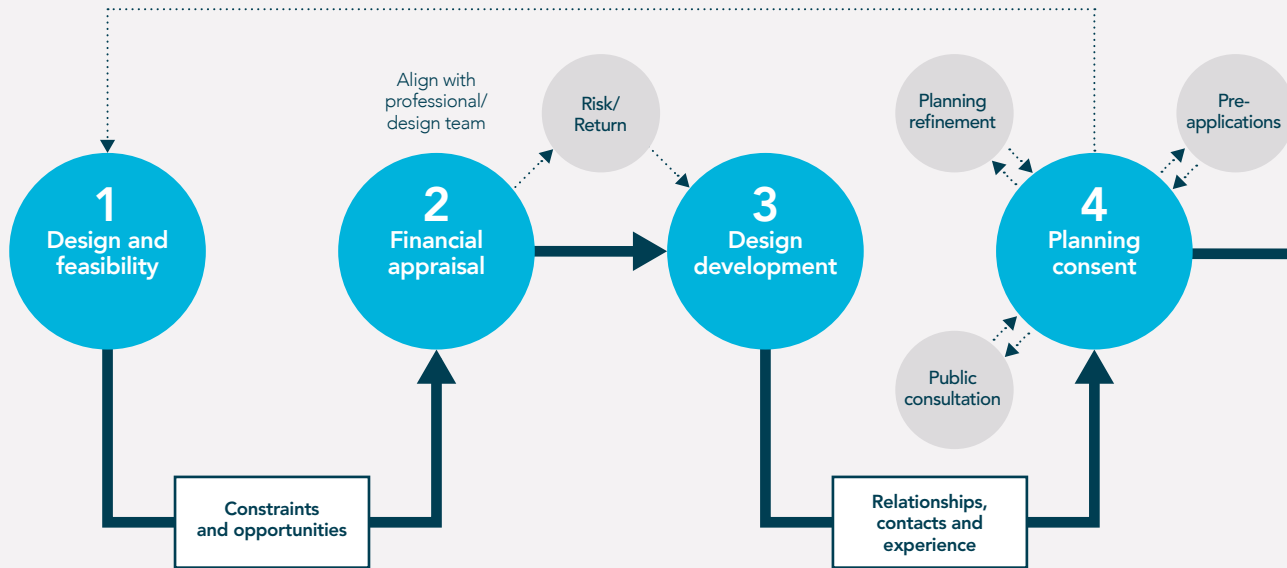 1
Design and
feasibility
Constraints
and opportunities
2
Financial
appraisal
Align with
professional/
design team
Risk/
Return
3
Design
development
Relationships,
contacts and
experience
4
Planning
consent
Planning
refinement
Pre-
applications
Public
consultation